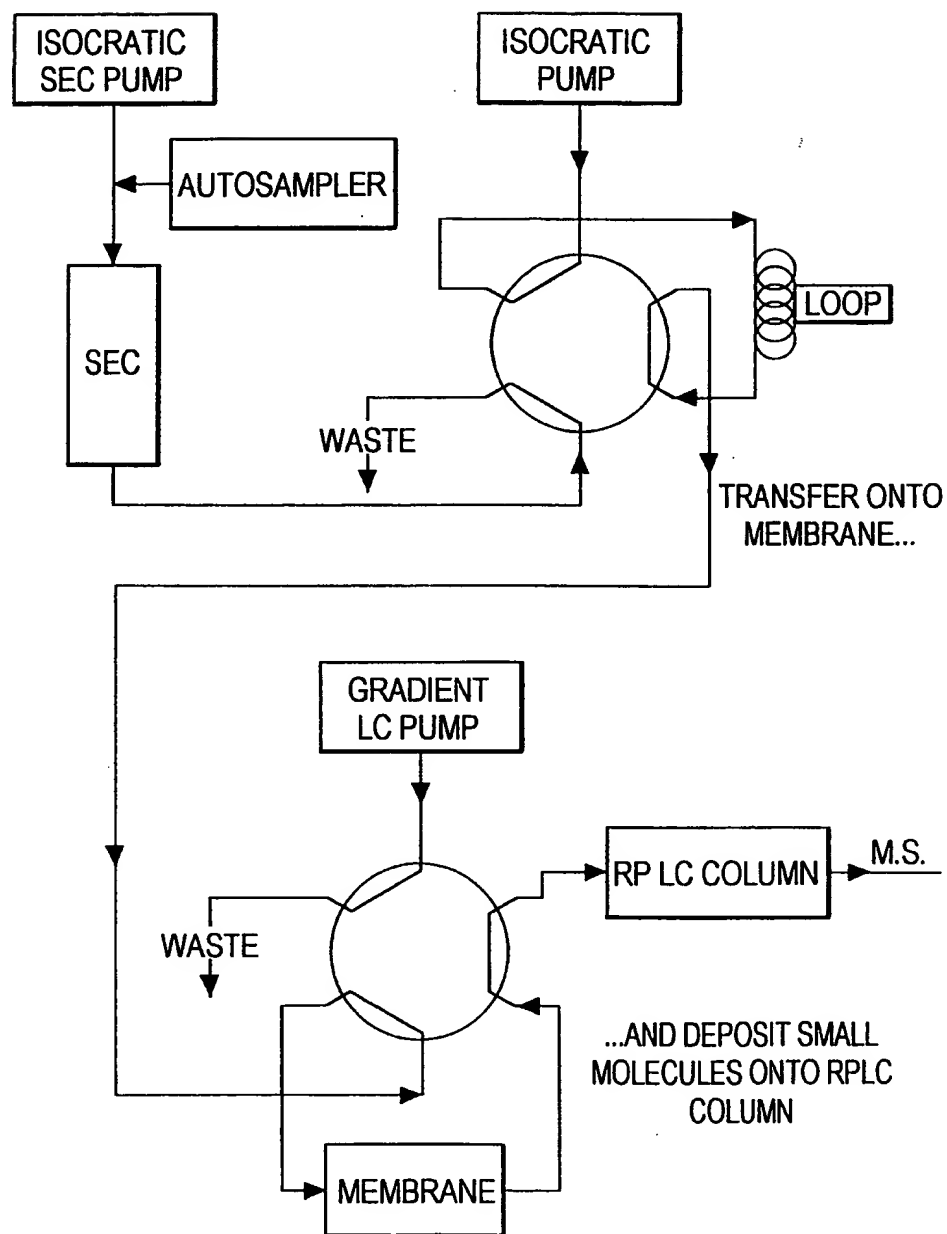 ISOCRATIC
SEC PUMP
ISOCRATIC
PUMP
AUTOSAMPLER
SEC
LOOP
WASTE
TRANSFER ONTO
MEMBRANE...
GRADIENT
LC PUMP
RP LC COLUMN
M.S.
WASTE
...AND DEPOSIT SMALL
MOLECULES ONTO RPLC
COLUMN
MEMBRANE